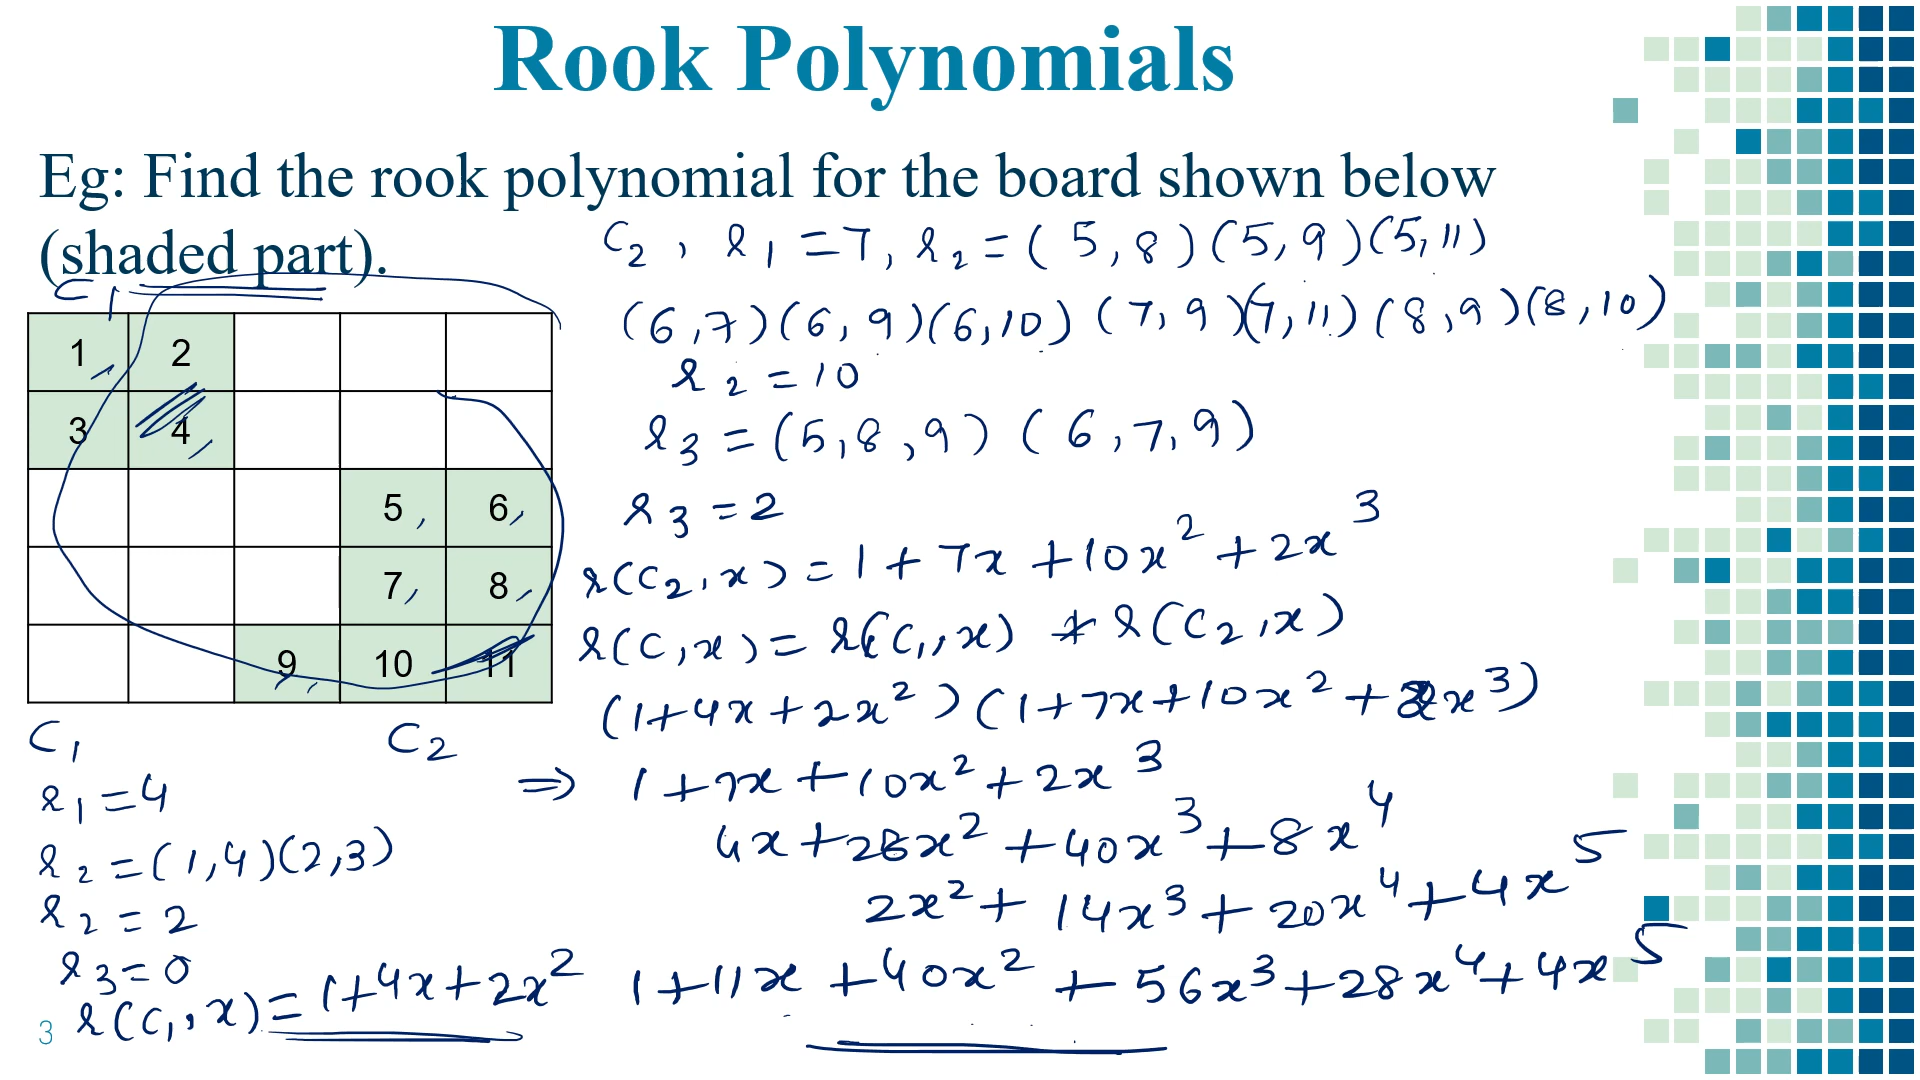 Rook Polynomials
Eg: Find the rook polynomial for the board shown below
(shaded part).
C₂, r₁ = 7, r₂ = (5,8)(5,9)(5,11)
(6,7)(6,9)(6,10)(7,9)(7,11)(8,9)(8,10)
r₂ = 10
r₃ = (5,8,9) (6,7,9)
r₃ = 2
r(C₂,x) = 1 + 7x + 10x² + 2x³
r(C,x) = r(C₁,x) * r(C₂,x)
(1+4x+2x²)(1+7x+10x²+2x³)
⇒ 1+7x+10x²+2x³
4x+28x²+40x³+8x⁴
2x²+14x³+20x⁴+4x⁵
1+11x+40x²+56x³+28x⁴+4x⁵
C₁
1 2
3 4
5 6
7 8
9 10 11
C₁ C₂
r₁ = 4
r₂ = (1,4)(2,3)
r₂ = 2
r₃ = 0
r(C₁,x) = 1+4x+2x²
3